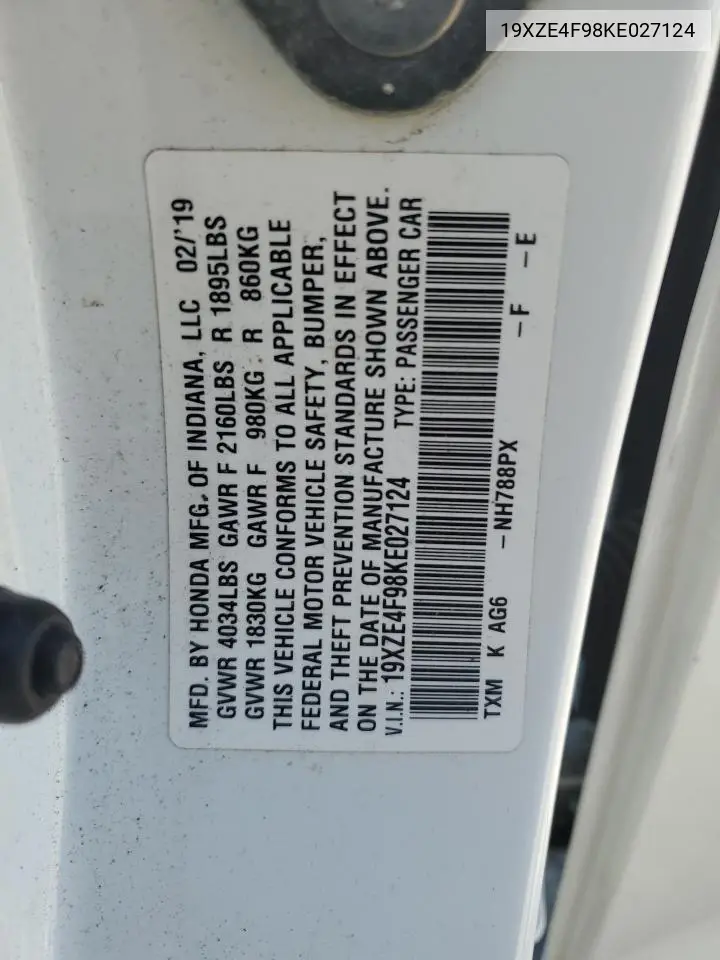 19XZE4F98KE027124
MFD. BY HONDA MFG. OF INDIANA, LLC 02/'19
GVWR 4034LBS GAWR F 2160LBS R 1895LBS
GVWR 1830KG GAWR F 980KG R 860KG
THIS VEHICLE CONFORMS TO ALL APPLICABLE
FEDERAL MOTOR VEHICLE SAFETY, BUMPER,
AND THEFT PREVENTION STANDARDS IN EFFECT
ON THE DATE OF MANUFACTURE SHOWN ABOVE.
V.I.N.: 19XZE4F98KE027124 TYPE: PASSENGER CAR
TXM K AG6 -NH788PX -F -E